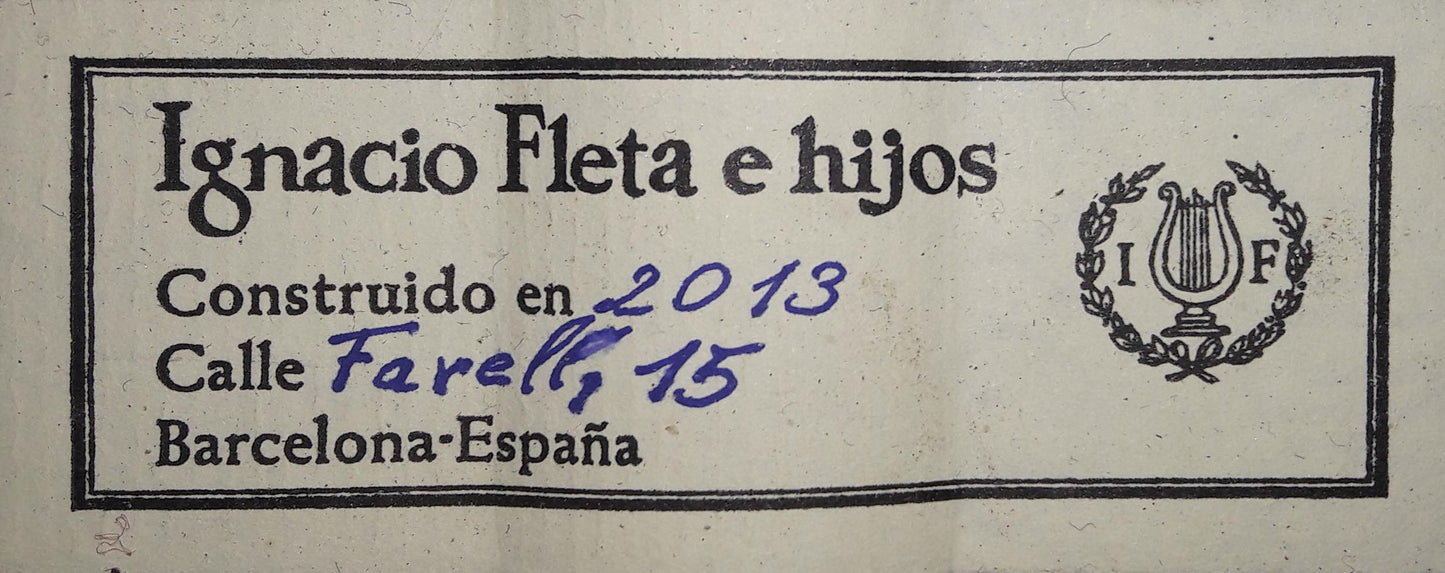 Ignacio Fleta e hijos
Construido en 2013
Calle Farell, 15
Barcelona-España
I F